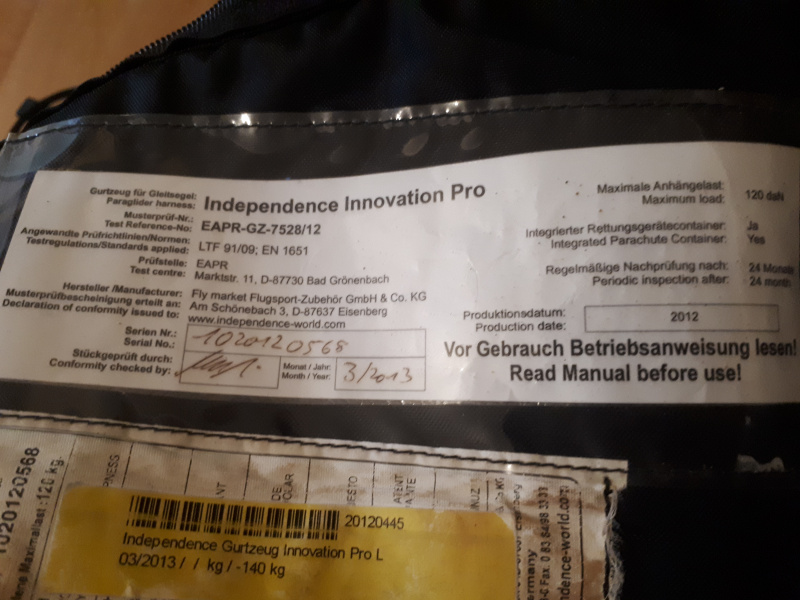 Gurtzeug für Gleitsegel:
Paraglider harness: Independence Innovation Pro
Musterprüf-Nr.:
Test Reference-No: EAPR-GZ-7528/12
Angewandte Prüfrichtlinien/Normen:
Testregulations/Standards applied: LTF 91/09; EN 1651
Prüfstelle: EAPR
Test centre: Marktstr. 11, D-87730 Bad Grönenbach
Hersteller /Manufacturer: Fly market Flugsport-Zubehör GmbH & Co. KG
Musterprüfbescheinigung erteilt an: Am Schönebach 3, D-87637 Eisenberg
Declaration of conformity issued to: www.independence-world.com
Serien Nr.:
Serial No.: 1020120568
Stückgeprüft durch:
Conformity checked by:
Monat / Jahr:
Month / Year: 3/2013
Maximale Anhängelast:
Maximum load: 120 daN
Integrierter Rettungsgerätecontainer: Ja
Integrated Parachute Container: Yes
Regelmäßige Nachprüfung nach: 24 Monate
Periodic inspection after: 24 month
Produktionsdatum:
Production date: 2012
Vor Gebrauch Betriebsanweisung lesen!
Read Manual before use!
1020120568
Maximallast: 120 kg.
20120445
Independence Gurtzeug Innovation Pro L
03/2013 / / kg / -140 kg